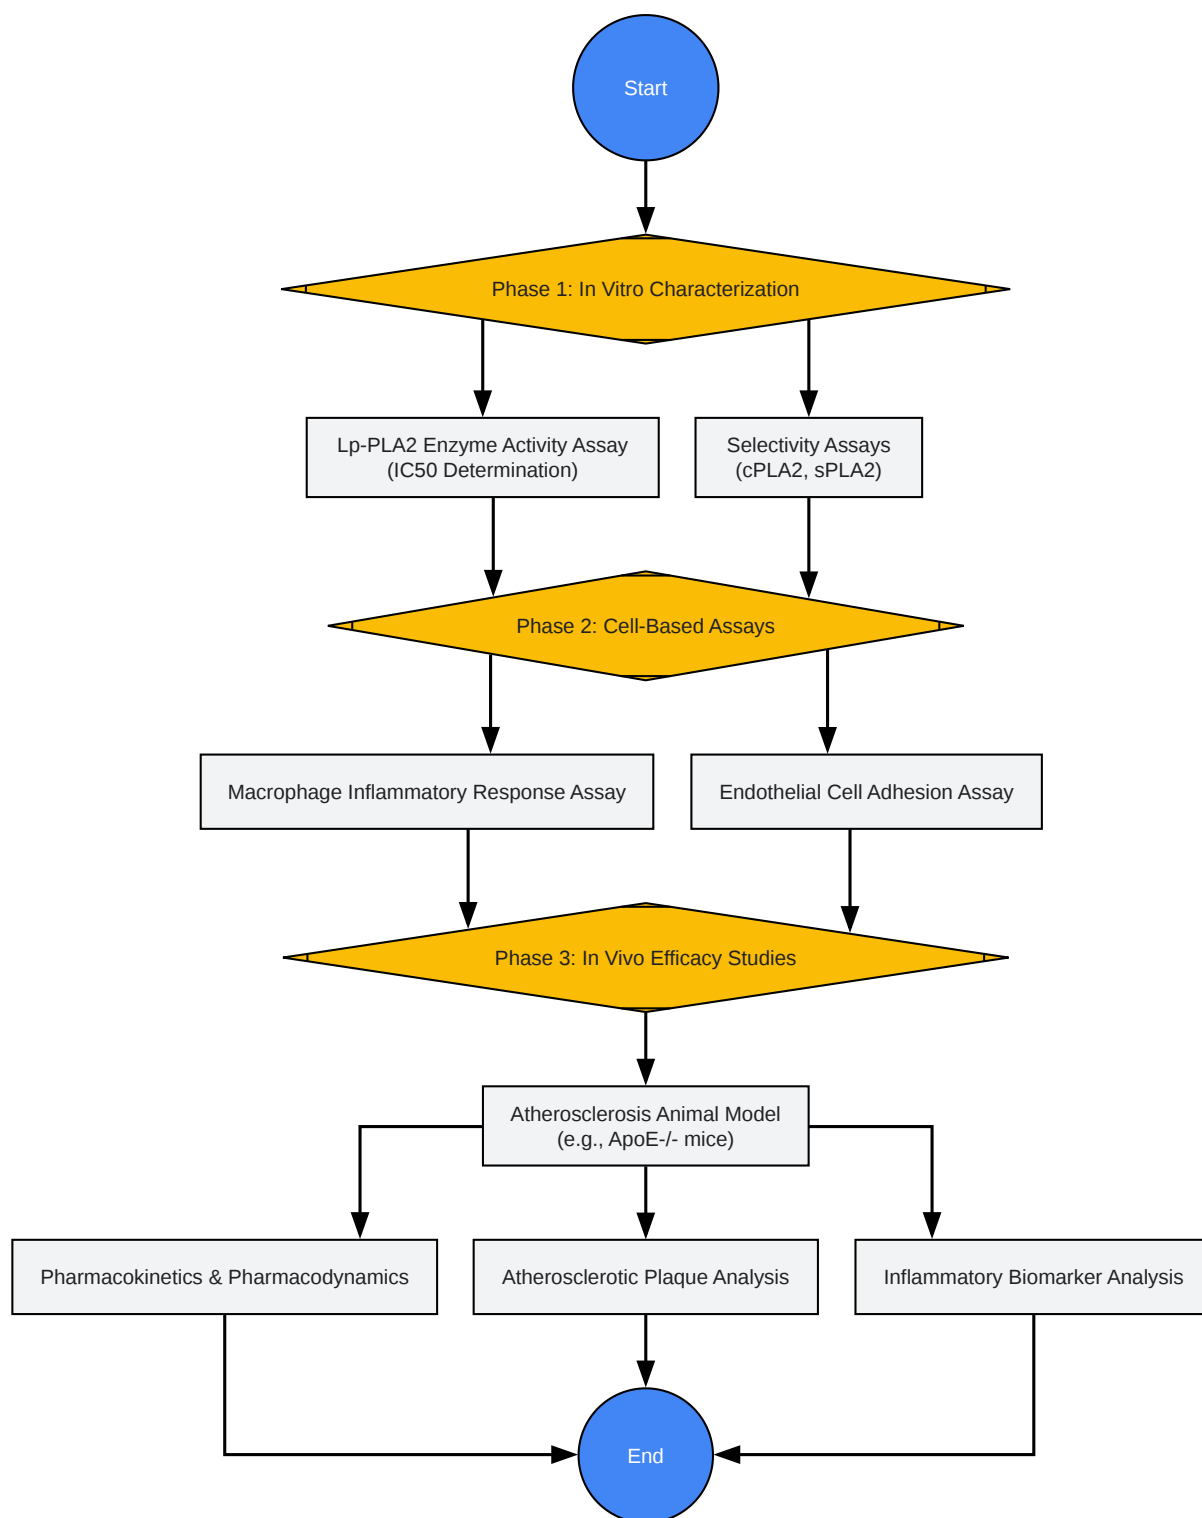 Start
Phase 1: In Vitro Characterization
Lp-PLA2 Enzyme Activity Assay
(IC50 Determination)
Selectivity Assays
(cPLA2, sPLA2)
Phase 2: Cell-Based Assays
Macrophage Inflammatory Response Assay
Endothelial Cell Adhesion Assay
Phase 3: In Vivo Efficacy Studies
Atherosclerosis Animal Model
(e.g., ApoE-/- mice)
Pharmacokinetics & Pharmacodynamics
Atherosclerotic Plaque Analysis
Inflammatory Biomarker Analysis
End